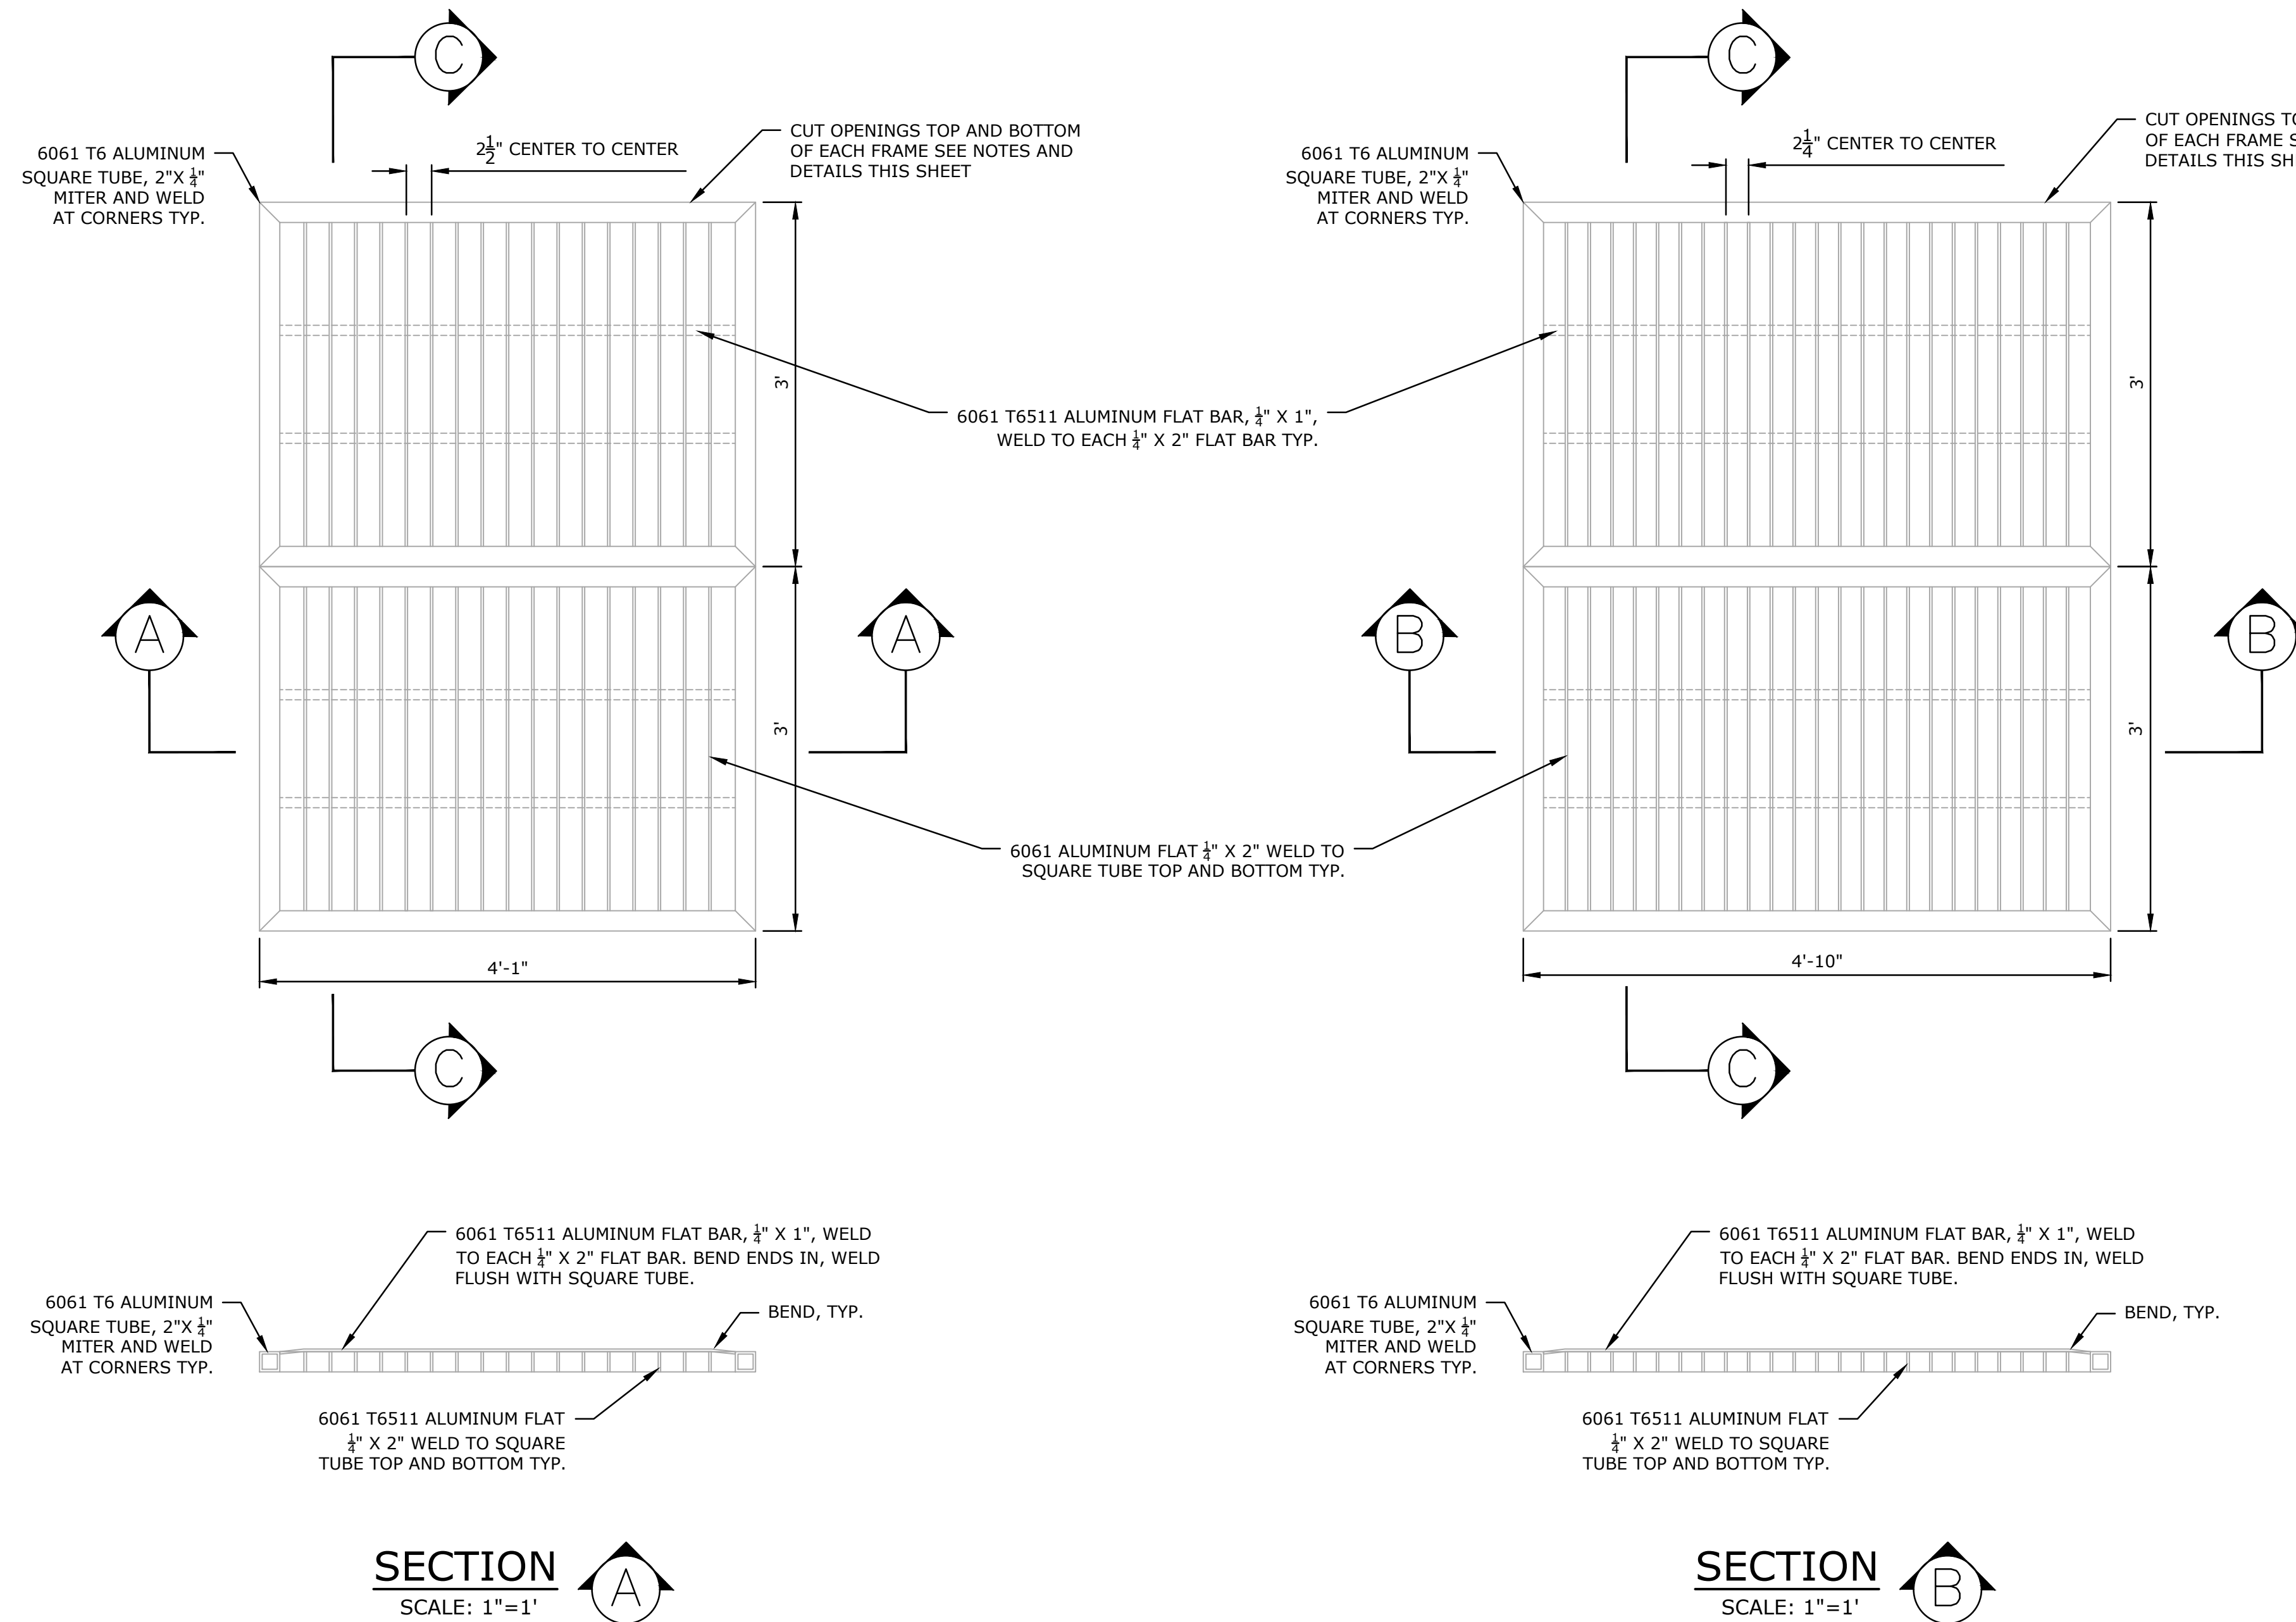 C
C
6061 T6 ALUMINUM
SQUARE TUBE, 2"X 1/4"
MITER AND WELD
AT CORNERS TYP.
2 1/2" CENTER TO CENTER
CUT OPENINGS TOP AND BOTTOM
OF EACH FRAME SEE NOTES AND
DETAILS THIS SHEET
6061 T6 ALUMINUM
SQUARE TUBE, 2"X 1/4"
MITER AND WELD
AT CORNERS TYP.
2 1/4" CENTER TO CENTER
CUT OPENINGS
OF EACH FRAME
DETAILS THIS
3'
3'
6061 T6511 ALUMINUM FLAT BAR, 1/4" X 1",
WELD TO EACH 1/4" X 2" FLAT BAR TYP.
A
A
B
B
3'
3'
6061 ALUMINUM FLAT 1/4" X 2" WELD TO
SQUARE TUBE TOP AND BOTTOM TYP.
4'-1"
4'-10"
C
C
6061 T6511 ALUMINUM FLAT BAR, 1/4" X 1", WELD
TO EACH 1/4" X 2" FLAT BAR. BEND ENDS IN, WELD
FLUSH WITH SQUARE TUBE.
6061 T6 ALUMINUM
SQUARE TUBE, 2"X 1/4"
MITER AND WELD
AT CORNERS TYP.
BEND, TYP.
6061 T6511 ALUMINUM FLAT
1/4" X 2" WELD TO SQUARE
TUBE TOP AND BOTTOM TYP.
6061 T6511 ALUMINUM FLAT BAR, 1/4" X 1", WELD
TO EACH 1/4" X 2" FLAT BAR. BEND ENDS IN, WELD
FLUSH WITH SQUARE TUBE.
6061 T6 ALUMINUM
SQUARE TUBE, 2"X 1/4"
MITER AND WELD
AT CORNERS TYP.
BEND, TYP.
6061 T6511 ALUMINUM FLAT
1/4" X 2" WELD TO SQUARE
TUBE TOP AND BOTTOM TYP.
SECTION
A
SCALE: 1"=1'
SECTION
B
SCALE: 1"=1'